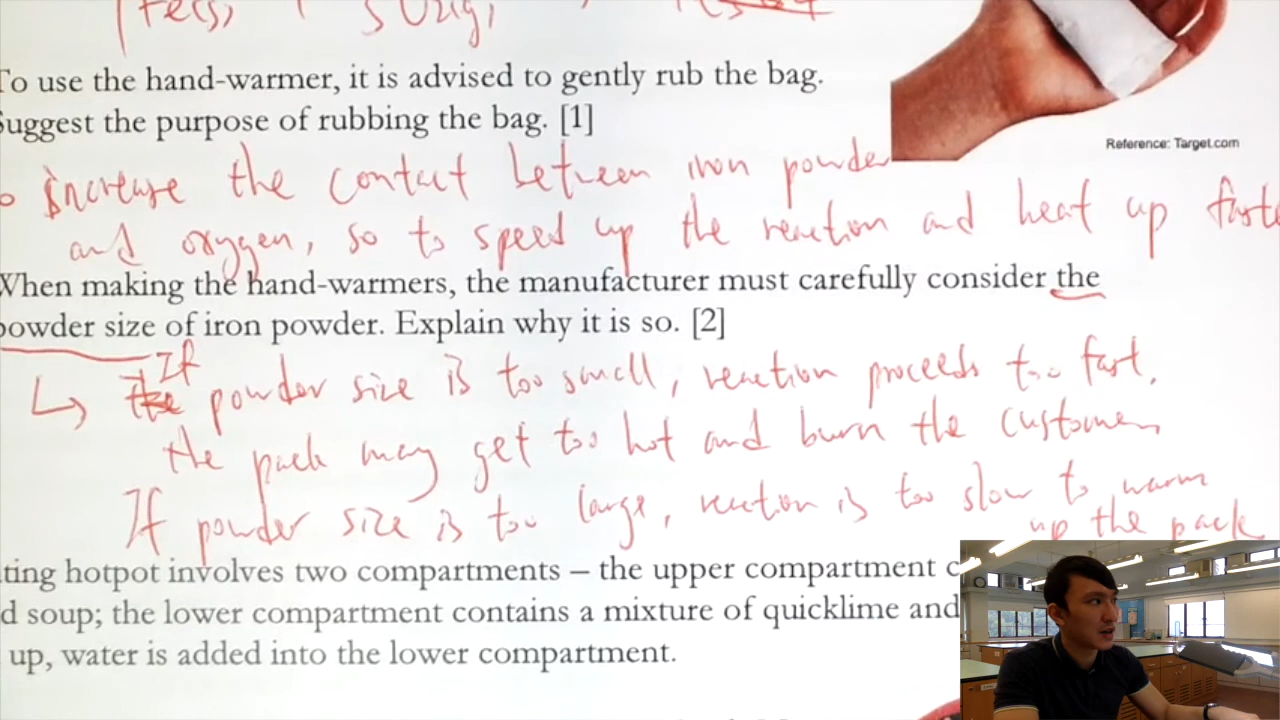 To use the hand-warmer, it is advised to gently rub the bag.
Suggest the purpose of rubbing the bag. [1]
Reference: Target.com
increase the contact between iron powder
and oxygen, so to speed up the reaction and heat up
When making the hand-warmers, the manufacturer must carefully consider the
powder size of iron powder. Explain why it is so. [2]
If
powder size is too small, reaction proceeds too fast,
the pack may get too hot and burn the customer,
If powder size is too large, reaction is too slow to warm
up the pack
ting hotpot involves two compartments – the upper compartment c
d soup; the lower compartment contains a mixture of quicklime and
up, water is added into the lower compartment.